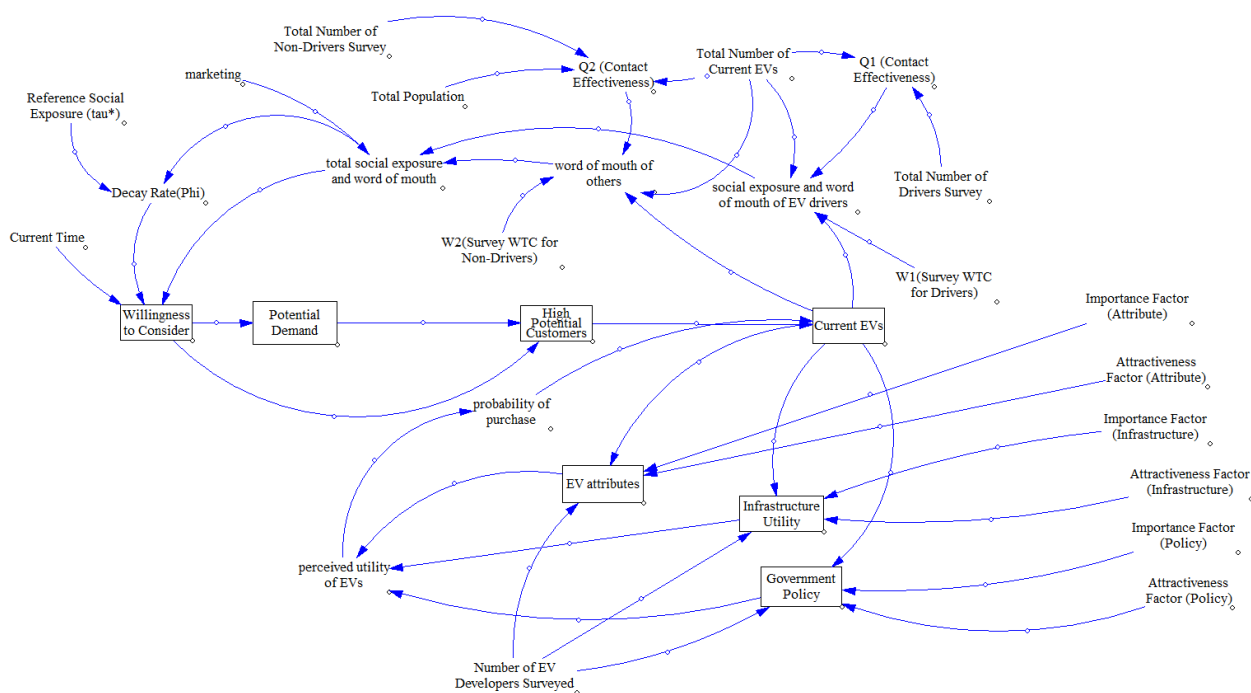 Total Number of
Non-Drivers Survey
Q2 (Contact
Effectiveness)
Total Number of
Current EVs
Q1 (Contact
Effectiveness)
marketing
Total Population
Reference Social
Exposure (tau*)
total social exposure
and word of mouth
word of mouth of
others
social exposure and word
of mouth of EV drivers
Total Number of
Drivers Survey
Decay Rate(Phi)
Current Time
W2(Survey WTC for
Non-Drivers)
W1(Survey WTC
for Drivers)
Willingness
to Consider
Potential
Demand
High
Potential
Customers
Current EVs
Importance Factor
(Attribute)
Attractiveness
Factor (Attribute)
probability of
purchase
Importance Factor
(Infrastructure)
EV attributes
Attractiveness Factor
(Infrastructure)
Infrastructure
Utility
Importance Factor
(Policy)
perceived utility
of EVs
Government
Policy
Attractiveness
Factor (Policy)
Number of EV
Developers Surveyed